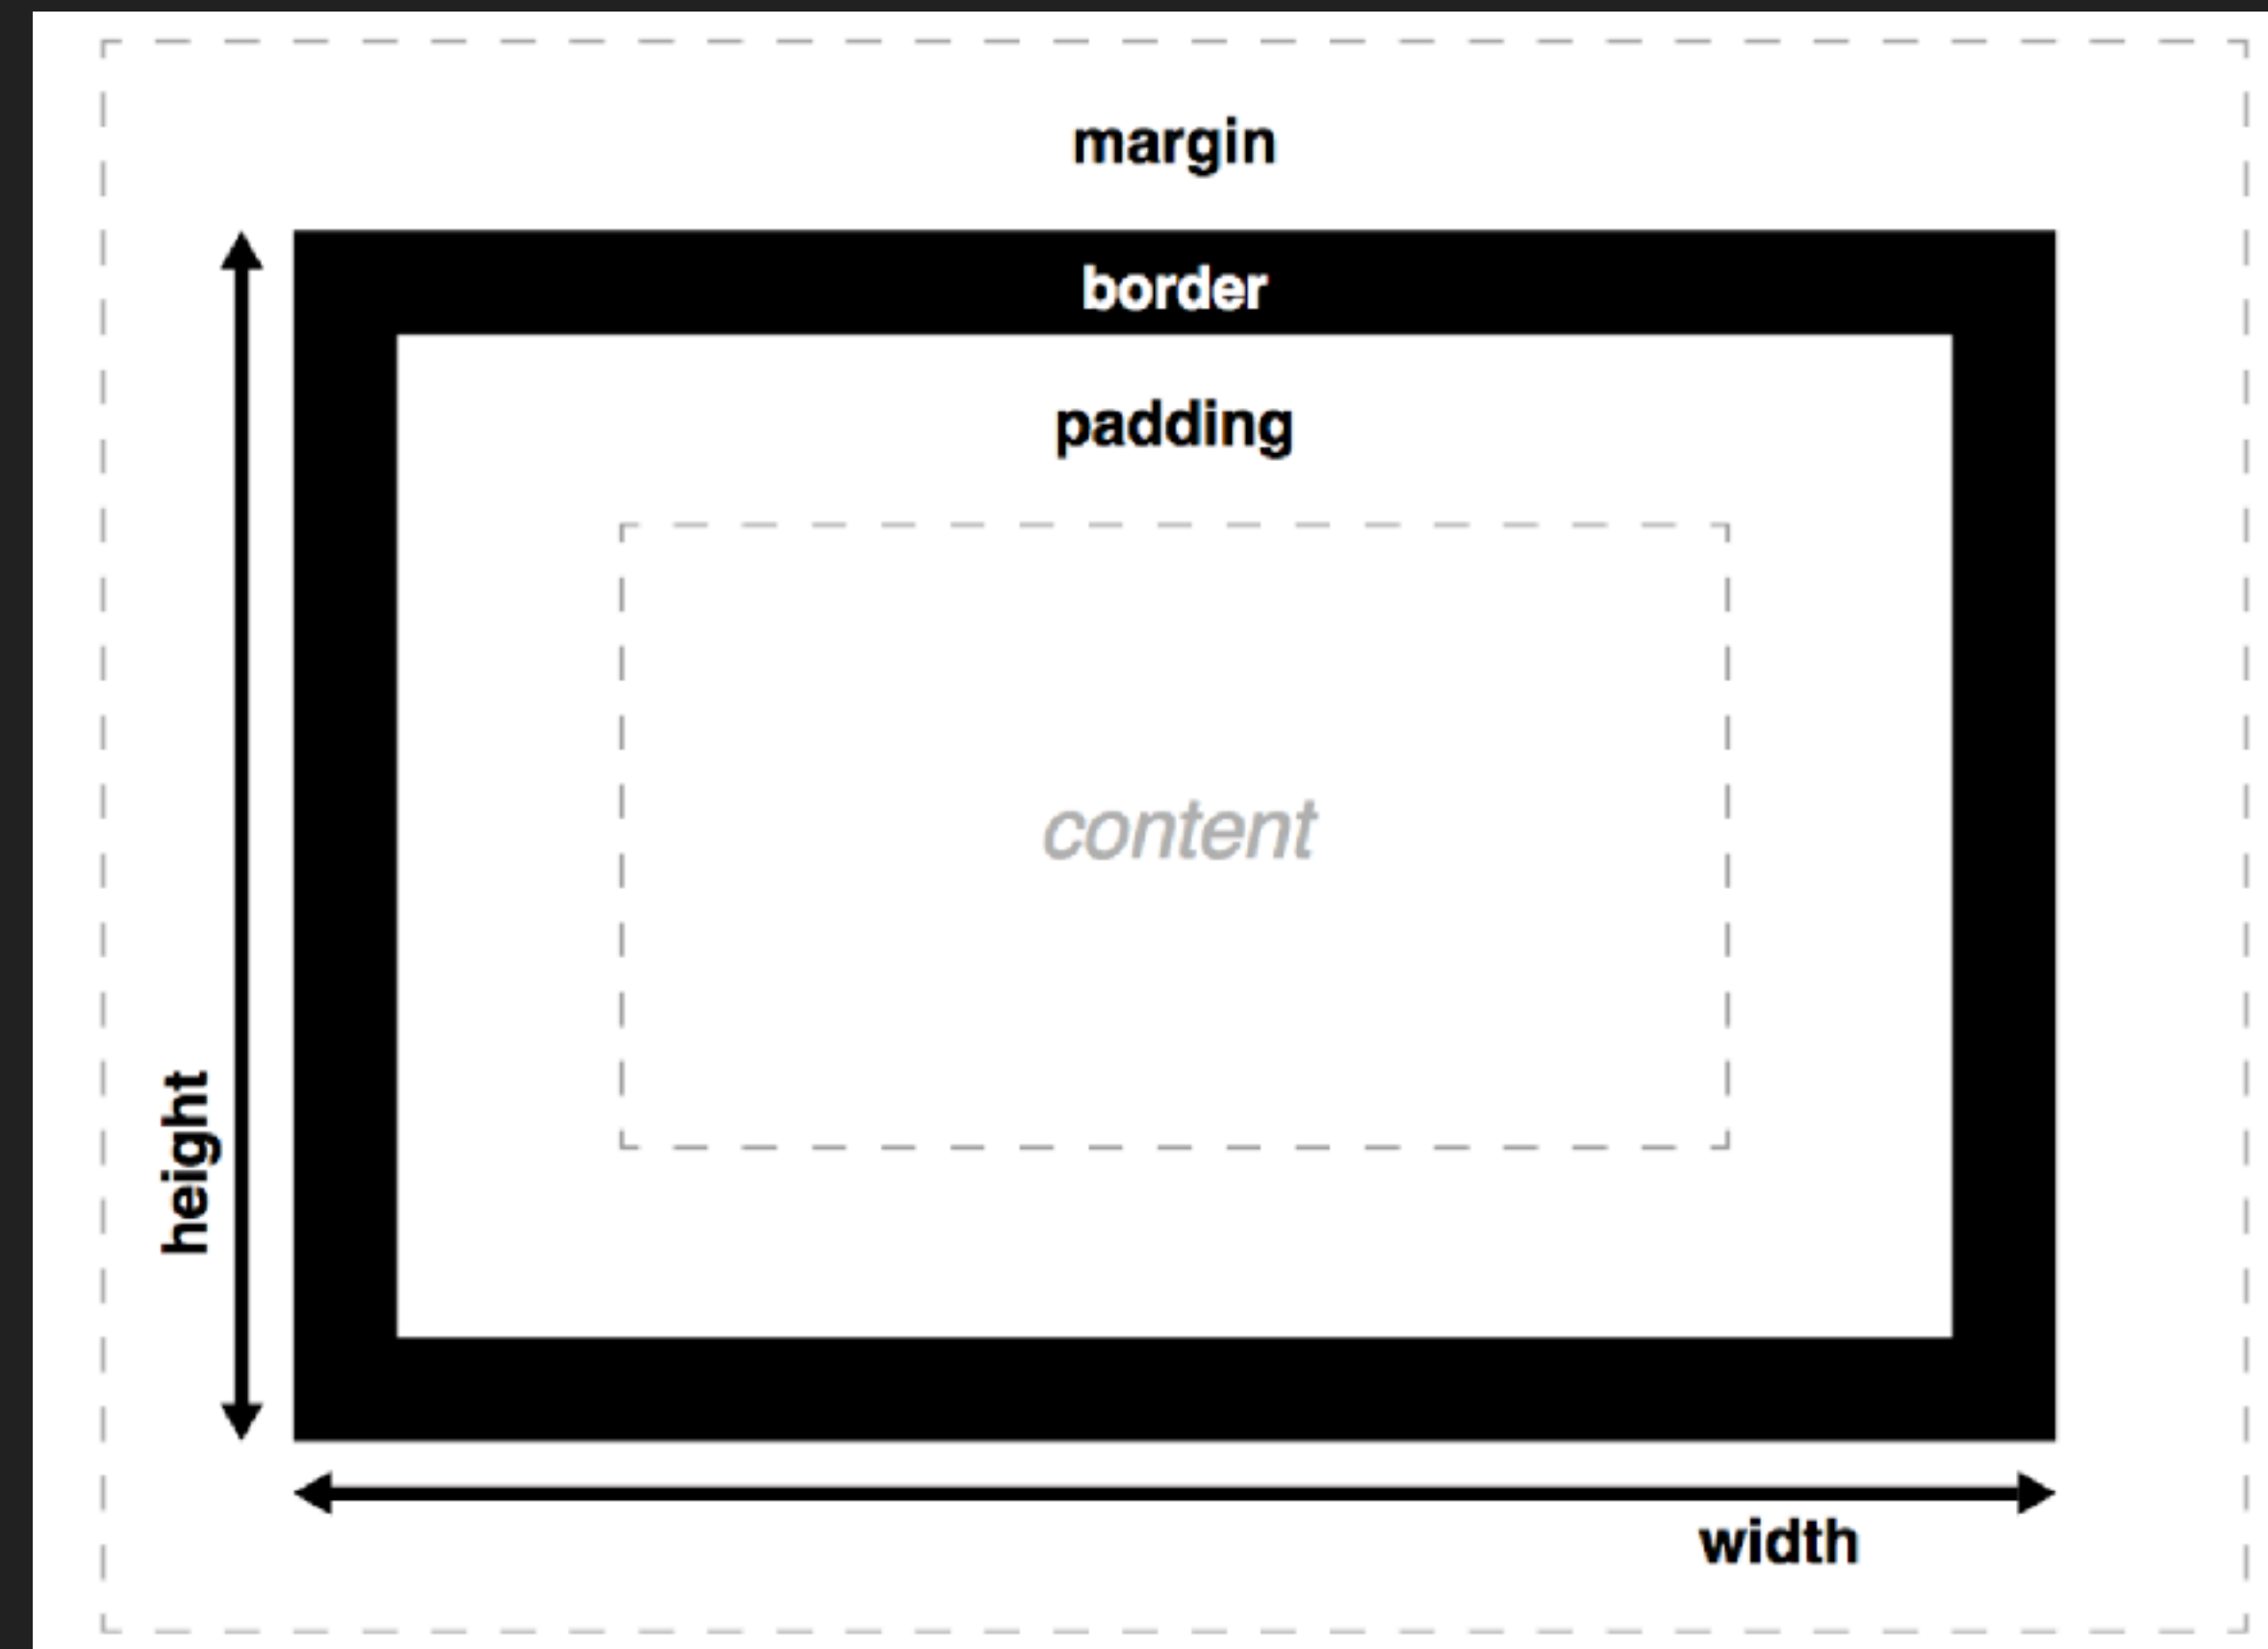 margin
border
padding
content
height
width